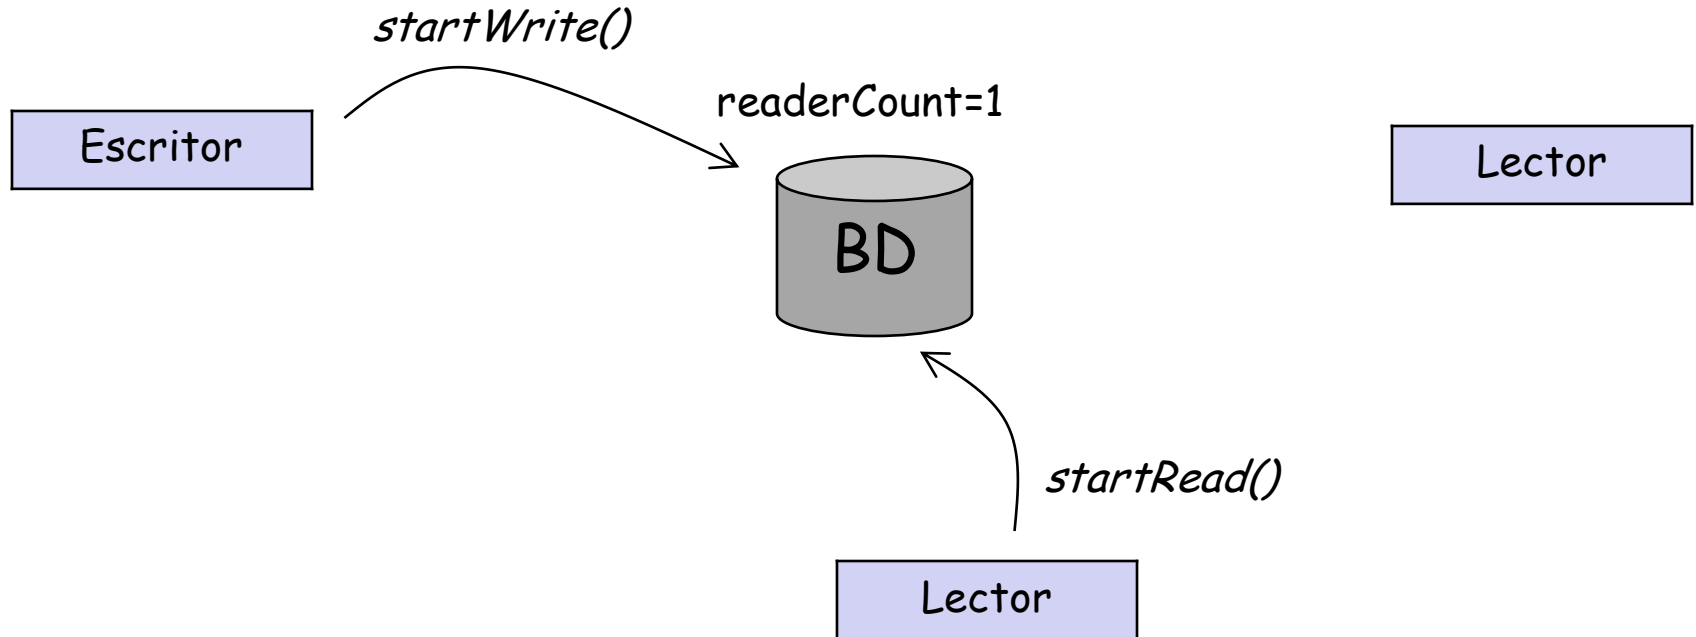 startWrite()
readerCount=1
Escritor
Lector
BD
startRead()
Lector